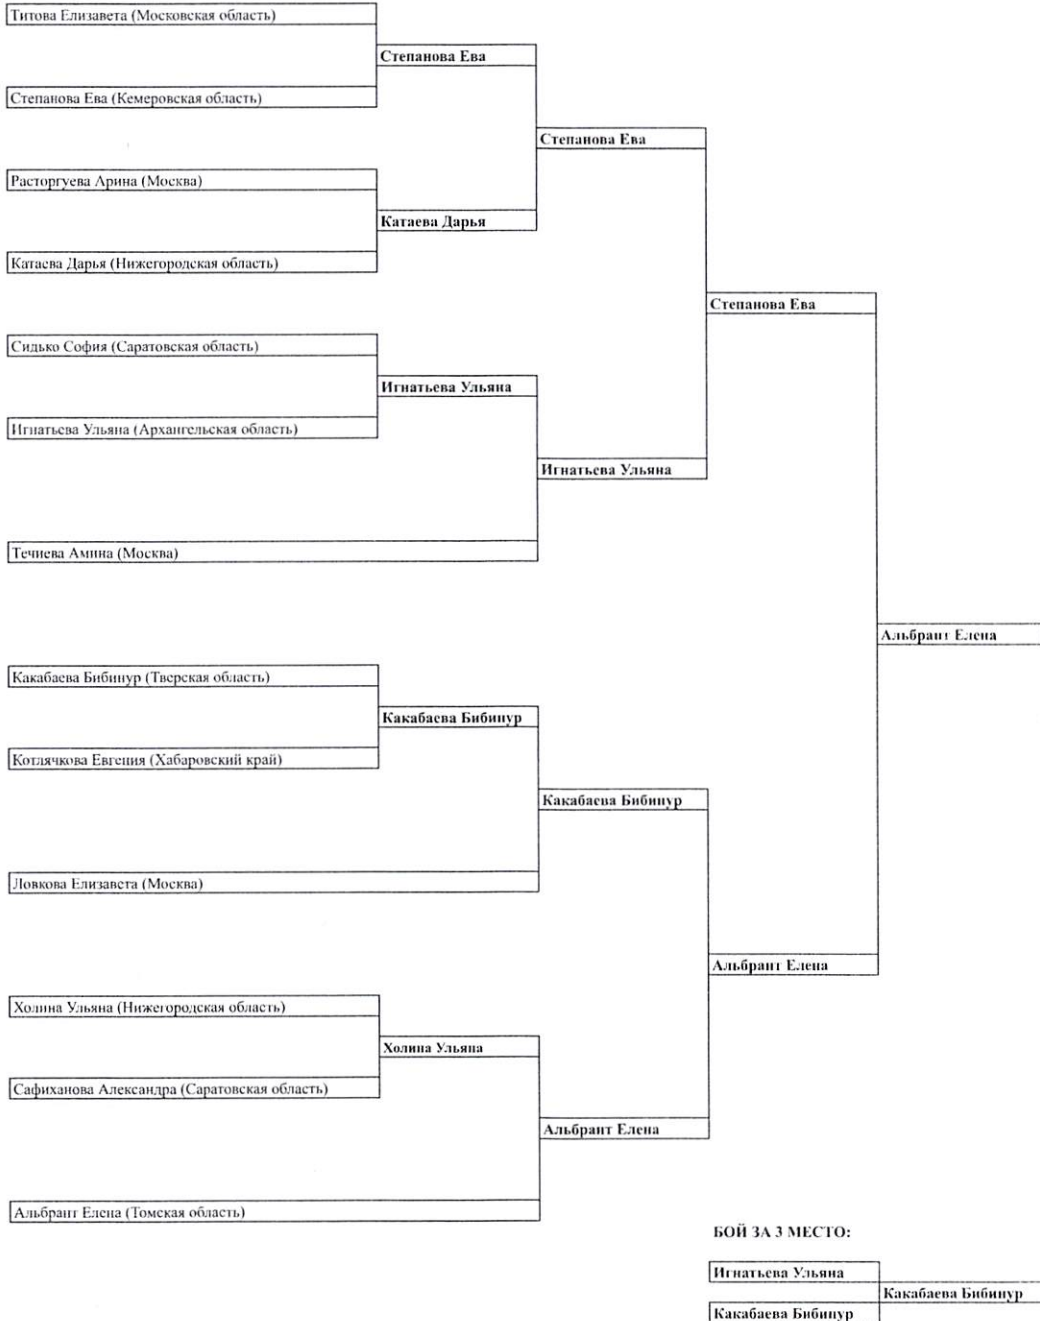 Титова Елизавета (Московская область)
Степанова Ева
Степанова Ева (Кемеровская область)
Степанова Ева
Расторгуева Арина (Москва)
Катаева Дарья
Катаева Дарья (Нижегородская область)
Степанова Ева
Сидько София (Саратовская область)
Игнатьева Ульяна
Игнатьева Ульяна (Архангельская область)
Игнатьева Ульяна
Течиева Амина (Москва)
Альбрант Елена
Какабаева Бибинур (Тверская область)
Какабаева Бибинур
Котлячкова Евгения (Хабаровский край)
Какабаева Бибинур
Ловкова Елизавета (Москва)
Альбрант Елена
Холина Ульяна (Нижегородская область)
Холина Ульяна
Сафиханова Александра (Саратовская область)
Альбрант Елена
Альбрант Елена (Томская область)
БОЙ ЗА 3 МЕСТО:
Игнатьева Ульяна
Какабаева Бибинур
Какабаева Бибинур